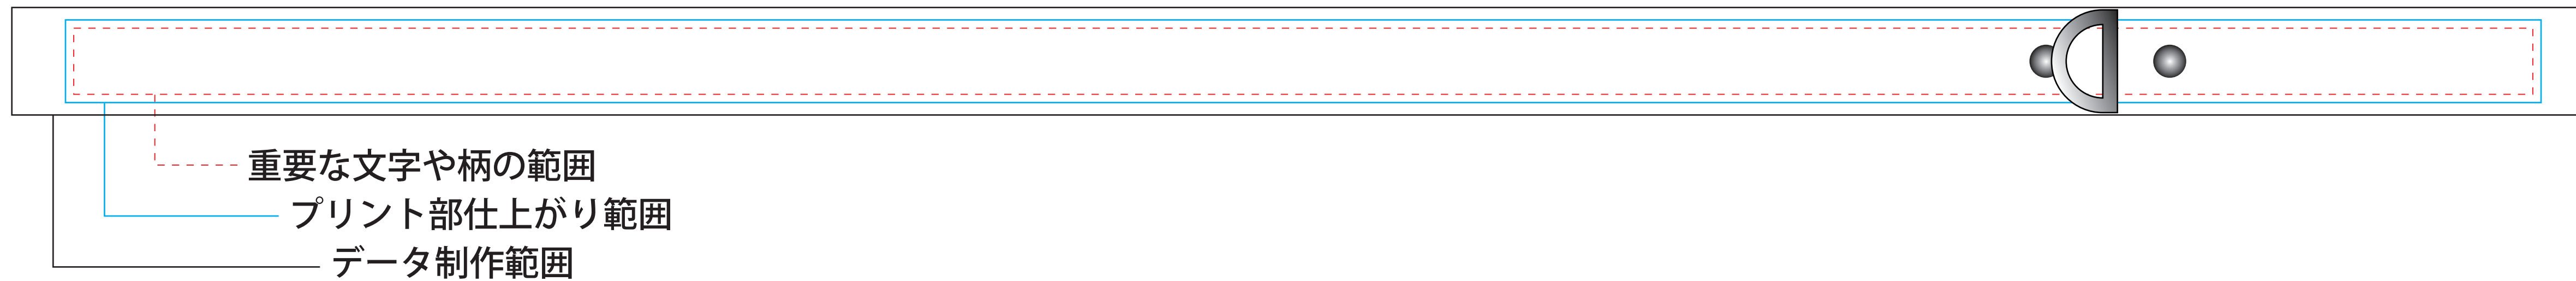 重要な文字や柄の範囲
プリント部仕上がり範囲
データ制作範囲